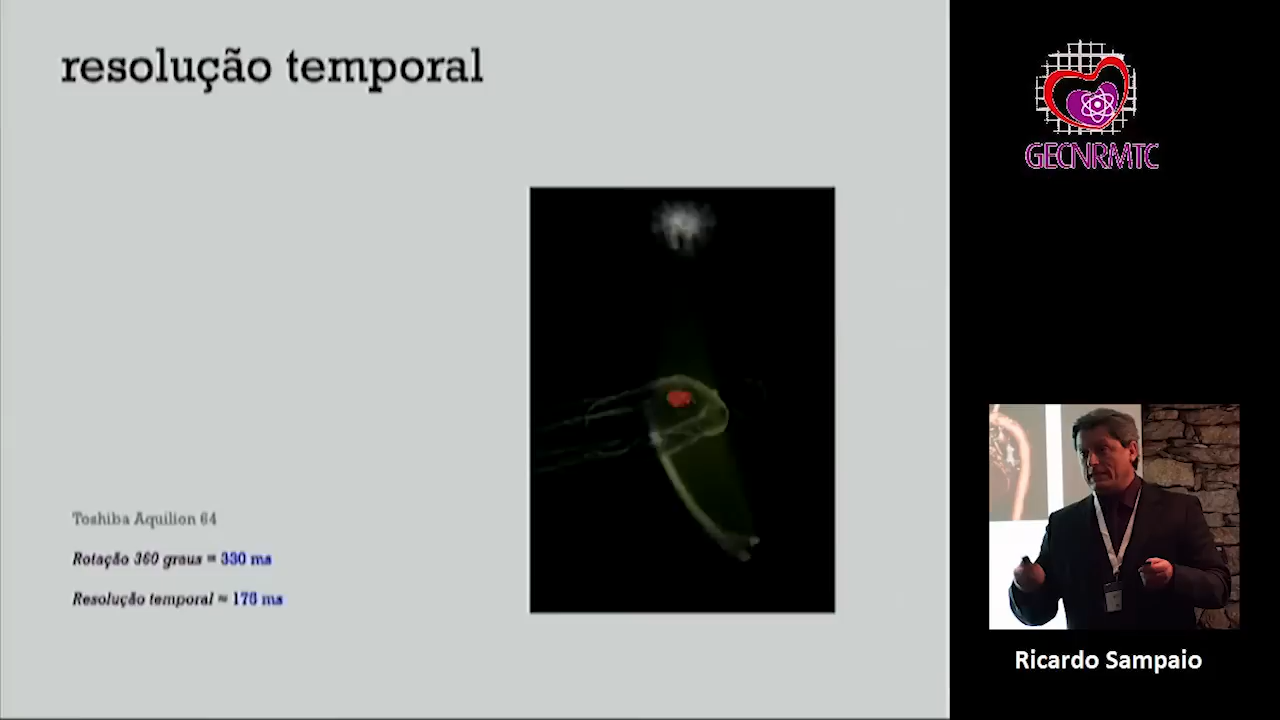 resolução temporal
GECNRMTC
Toshiba Aquilion 64
Rotação 360 graus = 330 ms
Resolução temporal ≈ 175 ms
Ricardo Sampaio